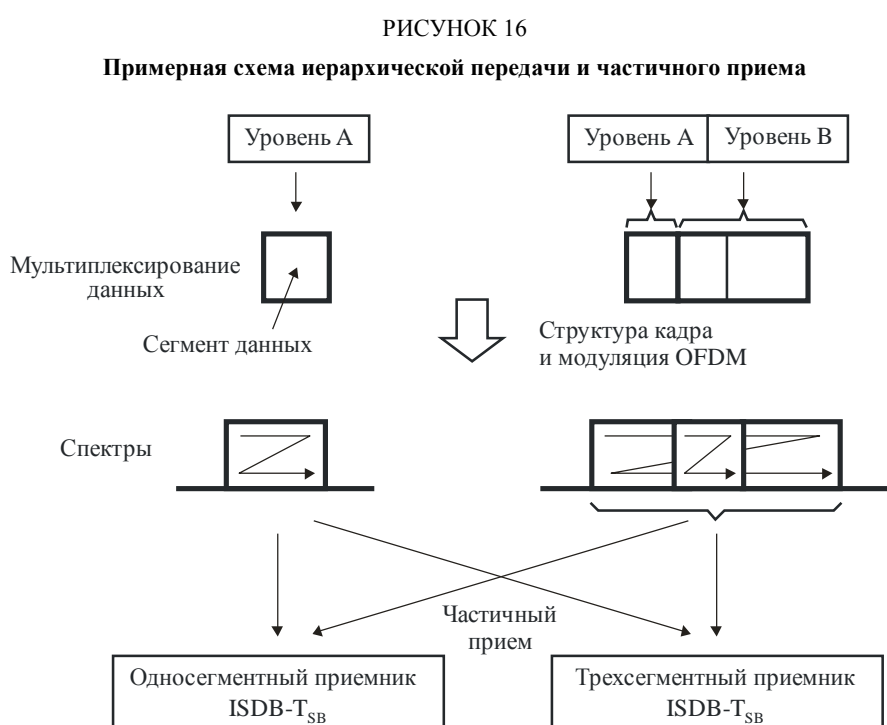 РИСУНОК 16
Примерная схема иерархической передачи и частичного приема
Уровень A
Уровень A
Уровень B
Мультиплексирование
данных
Сегмент данных
Структура кадра
и модуляция OFDM
Спектры
Частичный
прием
Односегментный приемник
ISDB-T_SB
Трехсегментный приемник
ISDB-T_SB